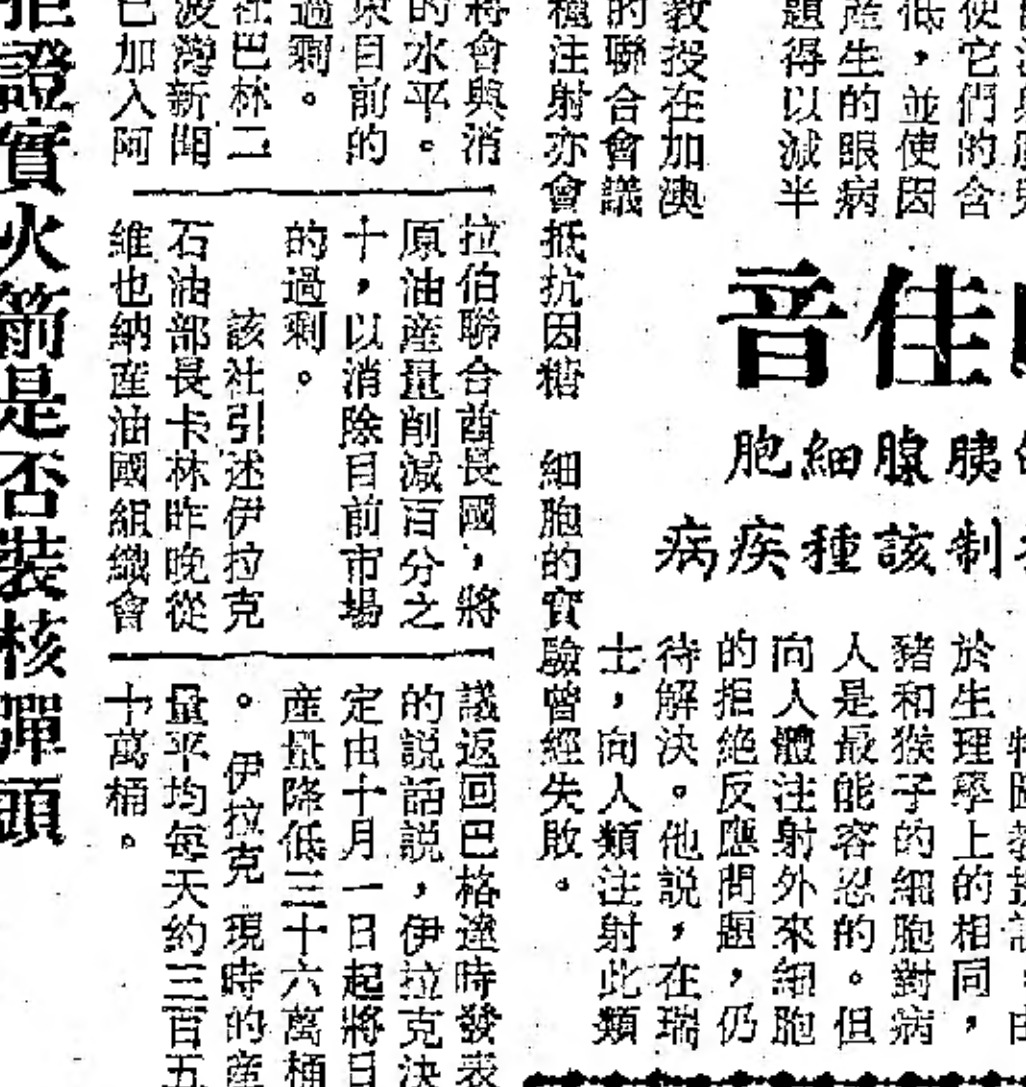 使它們的含
低，並使因
產生的眼病
題得以減半
教授在加澳
的聯合會議
種注射亦會抵抗因糖
細胞的實驗曾經失敗。
佳音
胰腺細胞
制該種疾病
於生理學上的相同，
豬和猴子的細胞對病
人是最能容忍的。但
向人體注射外來細胞
的拒絕反應問題，仍
待解決。他說，在瑞
士，向人類注射此類
將會與消
的水平。
東目前的
過剩。
社巴林二
波灣新聞
已加入阿
拉伯聯合酋長國，將
原油產量削減百分之
十，以消除目前市場
的過剩。
該社引述伊拉克
石油部長卡林昨晚從
維也納產油國組織會
議返回巴格達時發表
的說話說，伊拉克決
定由十月一日起將日
產量降低三十六萬桶
。伊拉克現時的產
量平均每天約三百五
十萬桶。
拒證實火箭是否裝核彈頭